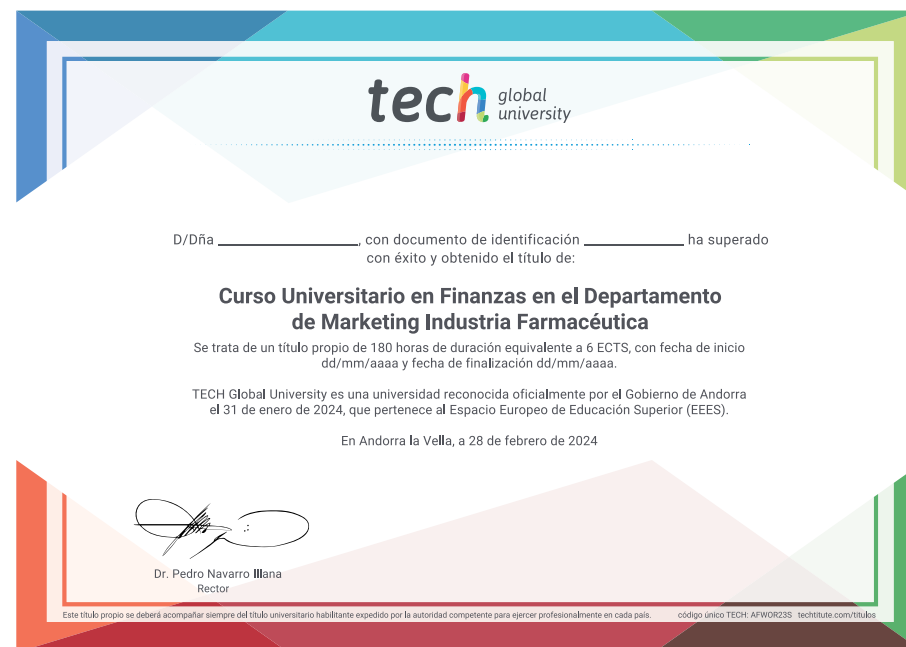 tech global university
D/Dña ____________________, con documento de identificación ______________ ha superado
con éxito y obtenido el título de:
Curso Universitario en Finanzas en el Departamento
de Marketing Industria Farmacéutica
Se trata de un título propio de 180 horas de duración equivalente a 6 ECTS, con fecha de inicio
dd/mm/aaaa y fecha de finalización dd/mm/aaaa.
TECH Global University es una universidad reconocida oficialmente por el Gobierno de Andorra
el 31 de enero de 2024, que pertenece al Espacio Europeo de Educación Superior (EEES).
En Andorra la Vella, a 28 de febrero de 2024
Dr. Pedro Navarro Illana
Rector
Este título propio se deberá acompañar siempre del título universitario habilitante expedido por la autoridad competente para ejercer profesionalmente en cada país. código único TECH: AFWOR23S techtitute.com/titulos